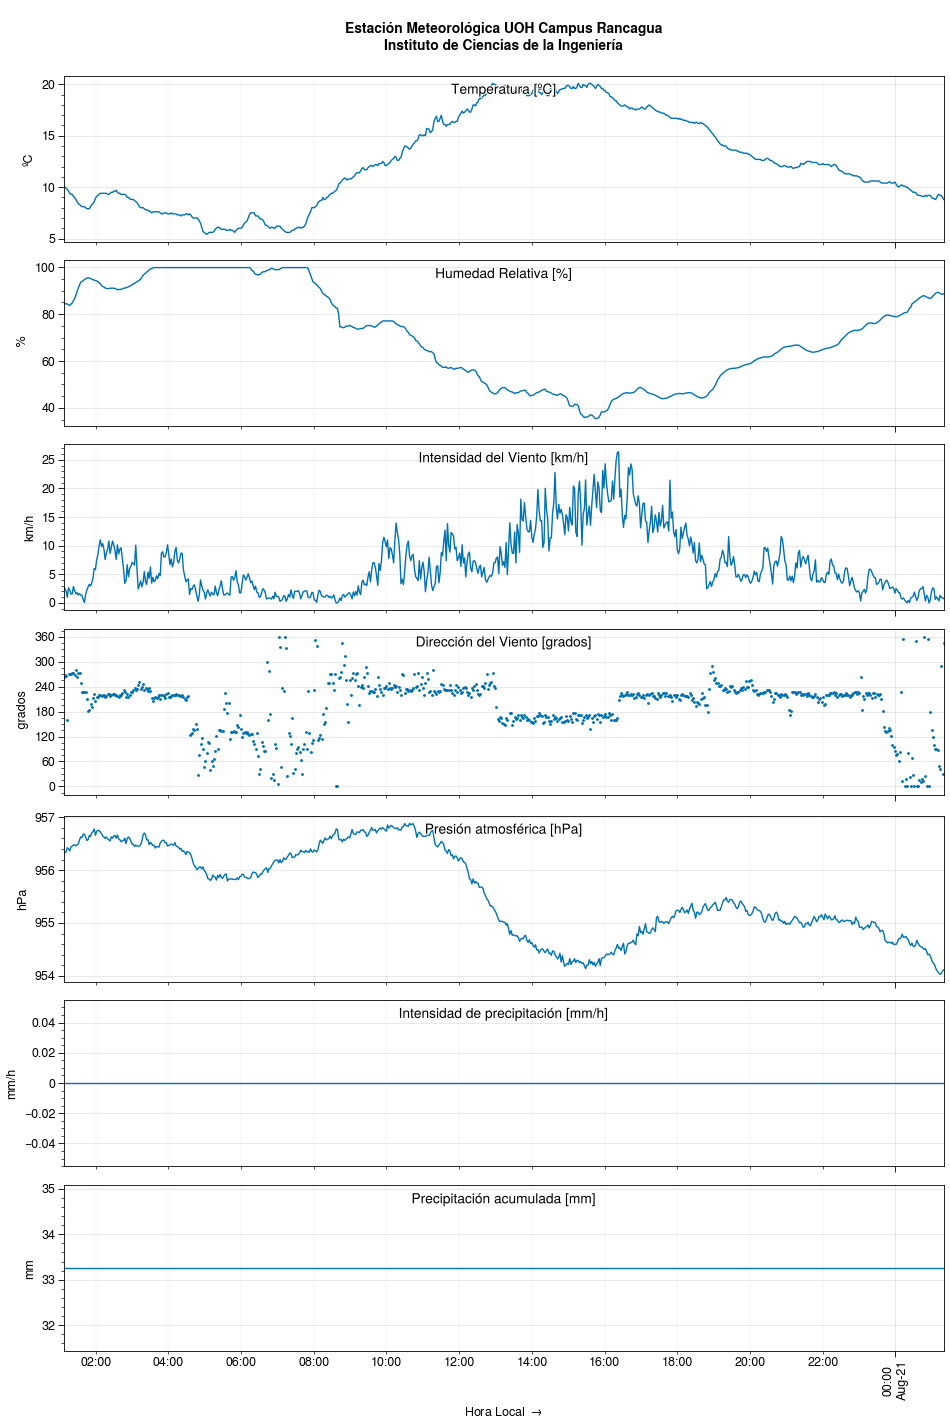 Estación Meteorológica UOH Campus Rancagua
Instituto de Ciencias de la Ingeniería
Temperatura [ºC]
20
15
10
5
ºC
Humedad Relativa [%]
100
80
60
40
%
Intensidad del Viento [km/h]
25
20
15
10
5
0
km/h
Dirección del Viento [grados]
360
300
240
180
120
60
0
grados
Presión atmosférica [hPa]
957
956
955
954
hPa
Intensidad de precipitación [mm/h]
0.04
0.02
0
−0.02
−0.04
mm/h
Precipitación acumulada [mm]
35
34
33
32
mm
02:00 04:00 06:00 08:00 10:00 12:00 14:00 16:00 18:00 20:00 22:00
00:00
Aug-21
Hora Local →